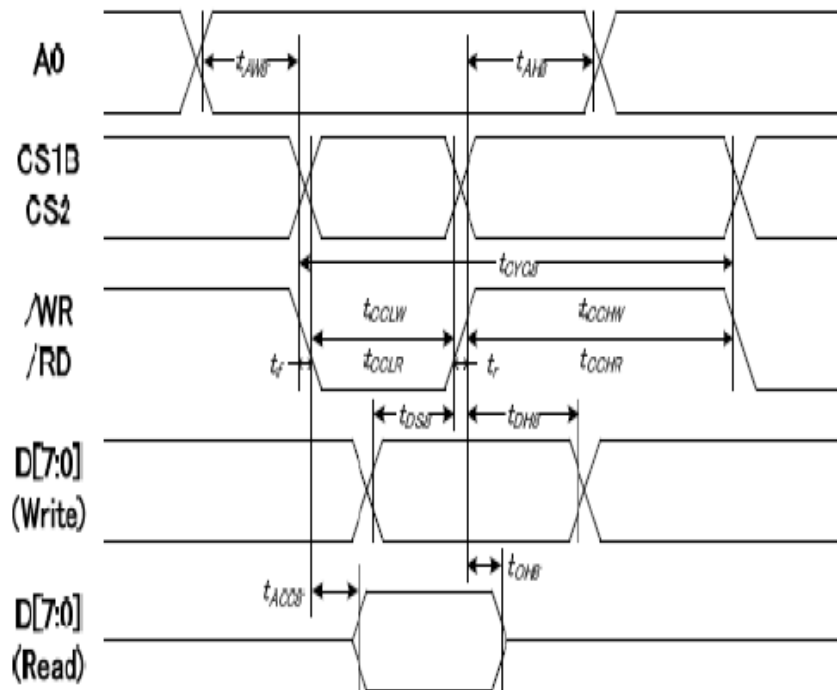 A0
tAW8
tAH8
CS1B
CS2
tCYC8
/WR
/RD
tCCLW
tCCHW
tf
tCCLR
tr
tCCHR
tDS8
tDH8
D[7:0]
(Write)
tOH8
tACC8
D[7:0]
(Read)